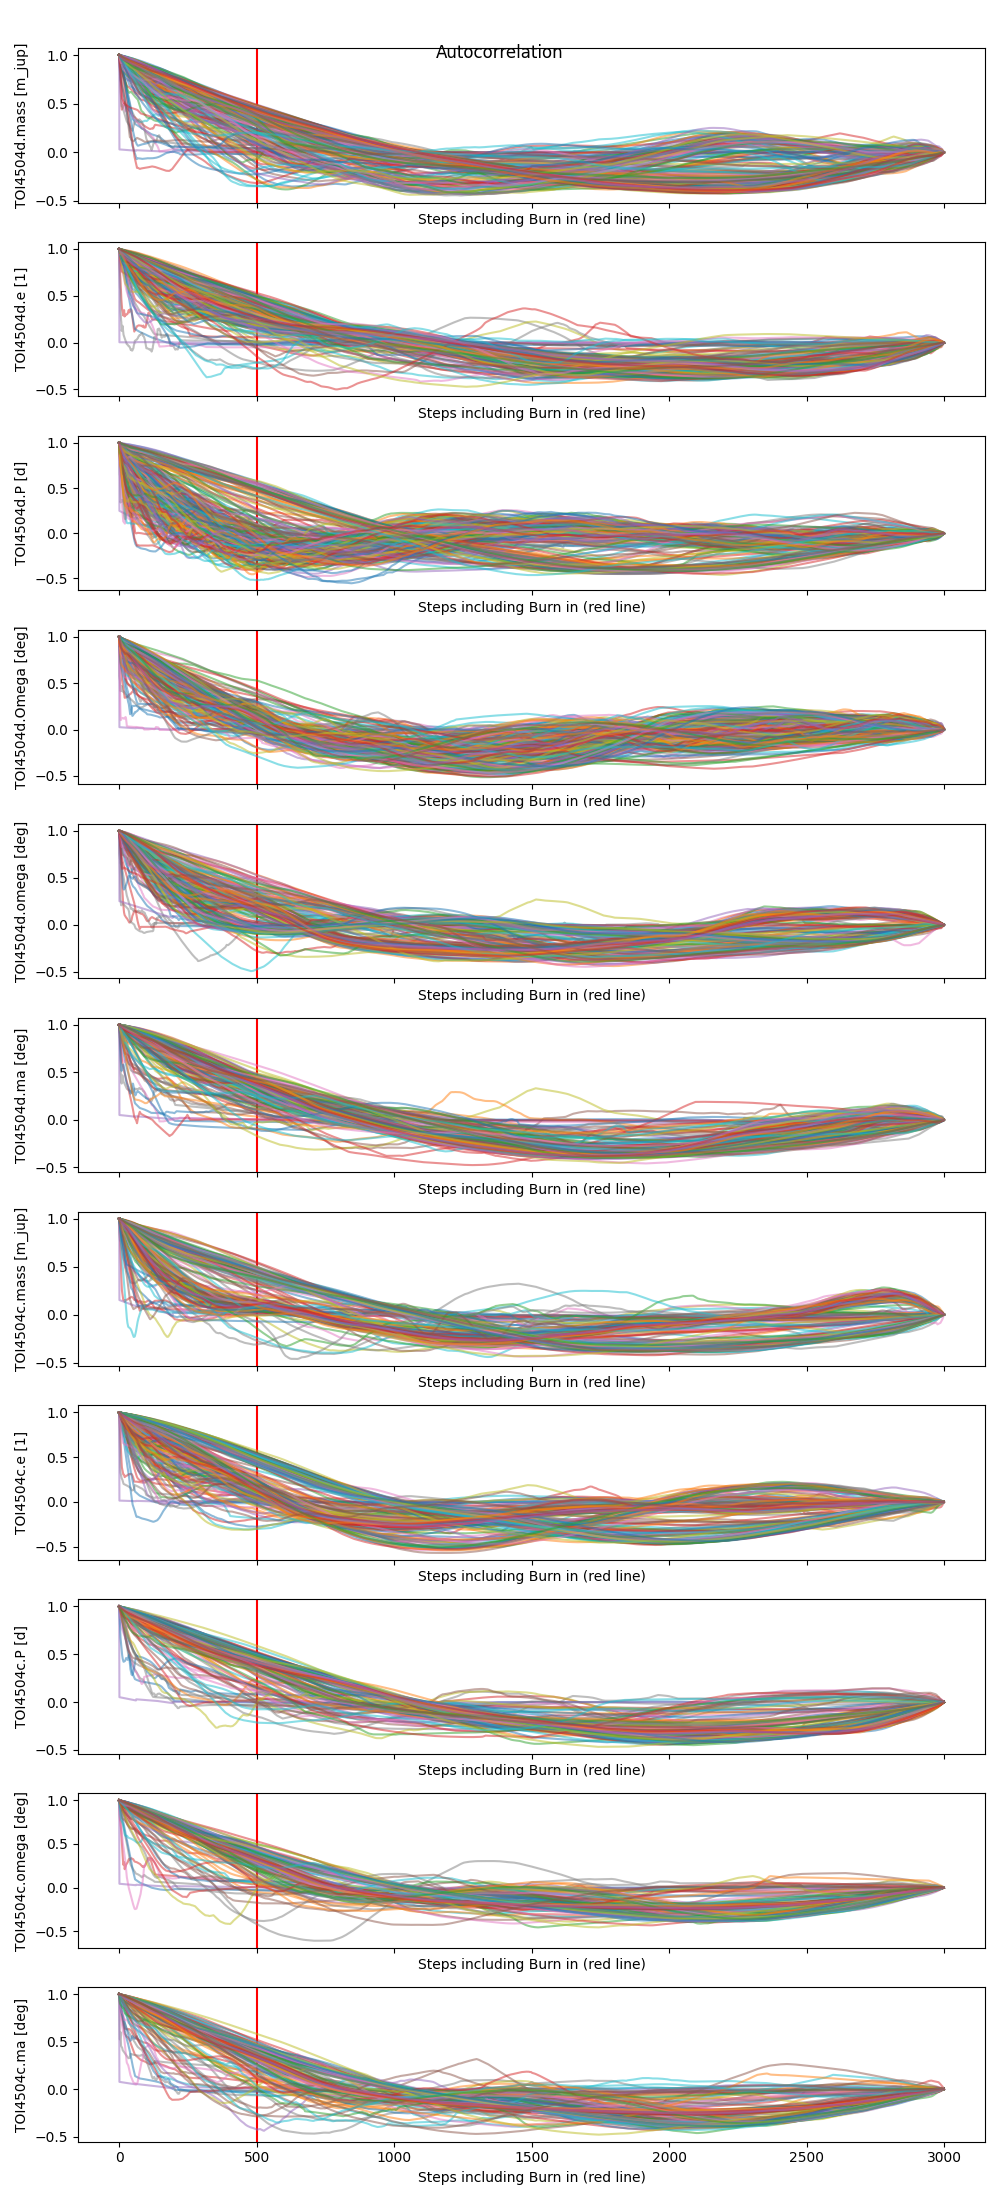 Autocorrelation
TOI4504d.mass [m_jup]
1.0
0.5
0.0
−0.5
Steps including Burn in (red line)
TOI4504d.e [1]
1.0
0.5
0.0
−0.5
Steps including Burn in (red line)
TOI4504d.P [d]
1.0
0.5
0.0
−0.5
Steps including Burn in (red line)
TOI4504d.Omega [deg]
1.0
0.5
0.0
−0.5
Steps including Burn in (red line)
TOI4504d.omega [deg]
1.0
0.5
0.0
−0.5
Steps including Burn in (red line)
TOI4504d.ma [deg]
1.0
0.5
0.0
−0.5
Steps including Burn in (red line)
TOI4504c.mass [m_jup]
1.0
0.5
0.0
−0.5
Steps including Burn in (red line)
TOI4504c.e [1]
1.0
0.5
0.0
−0.5
Steps including Burn in (red line)
TOI4504c.P [d]
1.0
0.5
0.0
−0.5
Steps including Burn in (red line)
TOI4504c.omega [deg]
1.0
0.5
0.0
−0.5
Steps including Burn in (red line)
TOI4504c.ma [deg]
1.0
0.5
0.0
−0.5
0 500 1000 1500 2000 2500 3000
Steps including Burn in (red line)